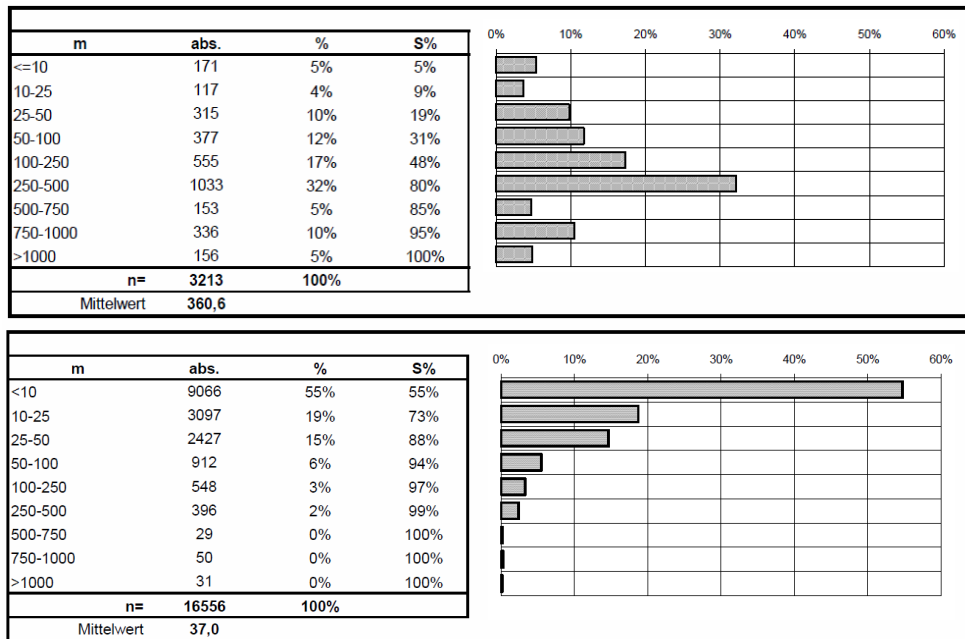 0% 10% 20% 30% 40% 50% 60%
m abs. % S%
<=10 171 5% 5%
10-25 117 4% 9%
25-50 315 10% 19%
50-100 377 12% 31%
100-250 555 17% 48%
250-500 1033 32% 80%
500-750 153 5% 85%
750-1000 336 10% 95%
>1000 156 5% 100%
n= 3213 100%
Mittelwert 360,6
0% 10% 20% 30% 40% 50% 60%
m abs. % S%
<10 9066 55% 55%
10-25 3097 19% 73%
25-50 2427 15% 88%
50-100 912 6% 94%
100-250 548 3% 97%
250-500 396 2% 99%
500-750 29 0% 100%
750-1000 50 0% 100%
>1000 31 0% 100%
n= 16556 100%
Mittelwert 37,0